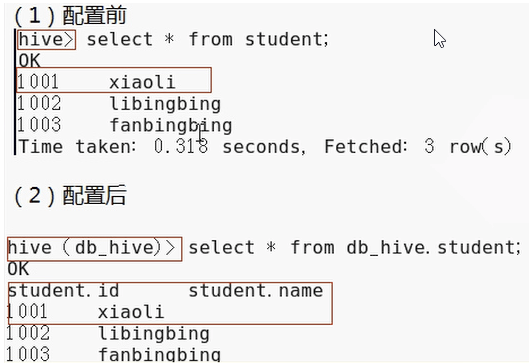 （1）配置前
hive> select * from student;
OK
1001 xiaoli
1002 libingbing
1003 fanbingbing
Time taken: 0.318 seconds, Fetched: 3 row(s)
（2）配置后
hive (db_hive)> select * from db_hive.student;
OK
student.id student.name
1001 xiaoli
1002 libingbing
1003 fanbingbing